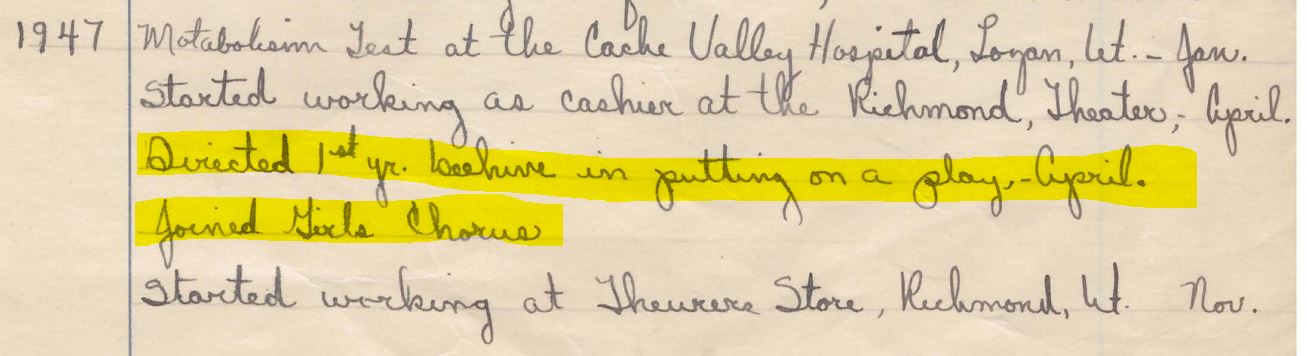 1947 Motabolism Test at the Cache Valley Hospital, Logan, Ut. - Jan.
Started working as cashier at the Richmond, Theater, - April.
Directed 1st yr. beehive in putting on a play, - April.
Joined Girls Chorus
Started working at Theurers Store, Richmond, Ut. Nov.